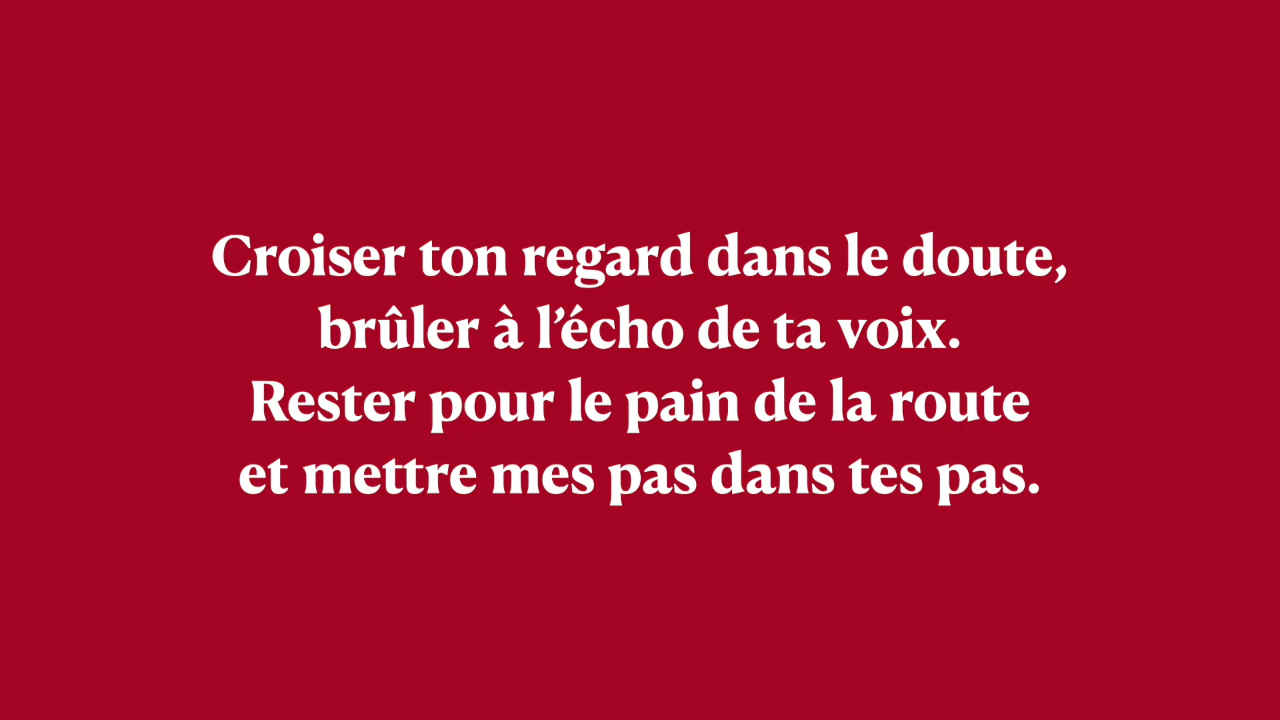 Croiser ton regard dans le doute,
brûler à l’écho de ta voix.
Rester pour le pain de la route
et mettre mes pas dans tes pas.